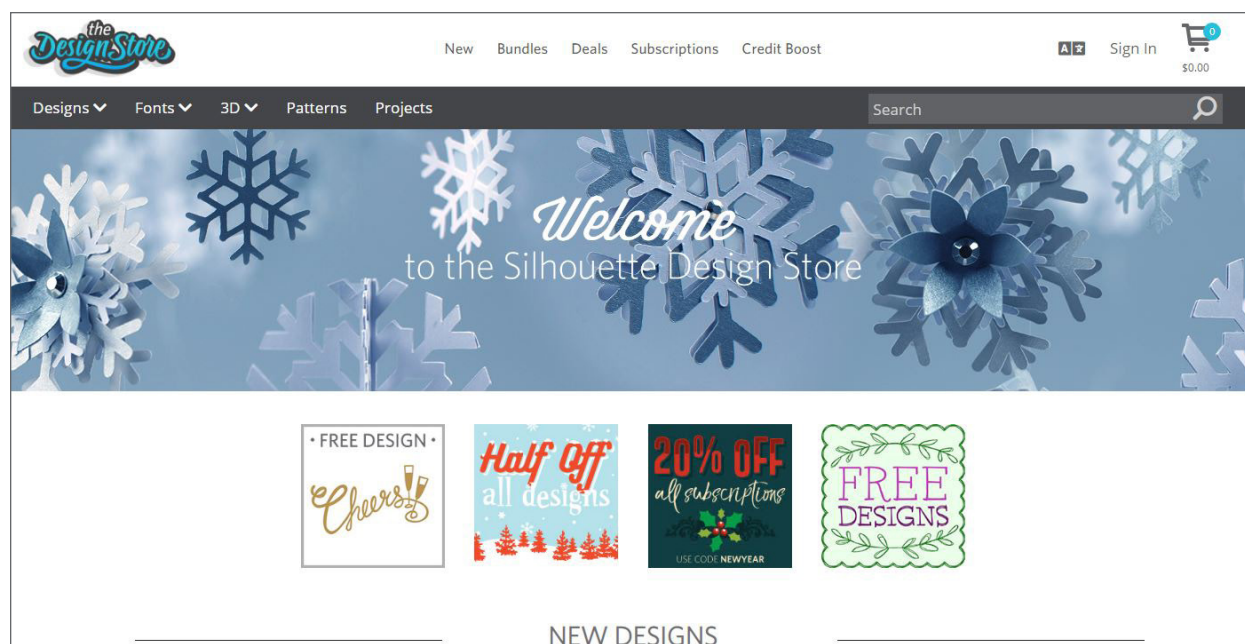 the
Design Store
New Bundles Deals Subscriptions Credit Boost
Sign In
0
$0.00
Designs Fonts 3D Patterns Projects
Search
Welcome
to the Silhouette Design Store
• FREE DESIGN •
Cheers!
Half Off
all designs
20% OFF
all subscriptions
USE CODE NEWYEAR
FREE
DESIGNS
NEW DESIGNS